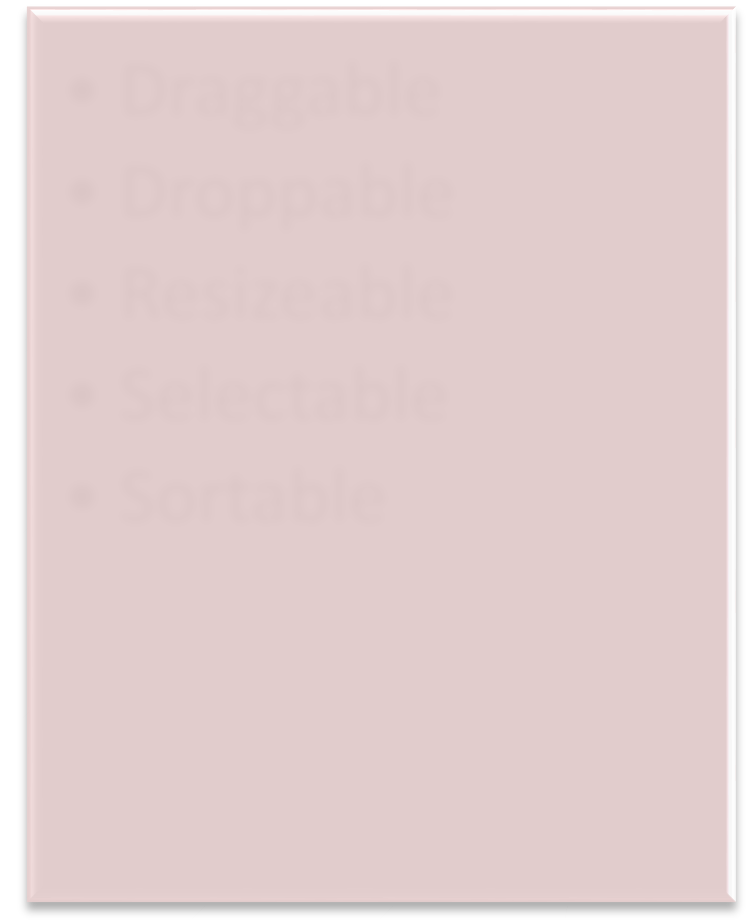 • Draggable
• Droppable
• Resizeable
• Selectable
• Sortable